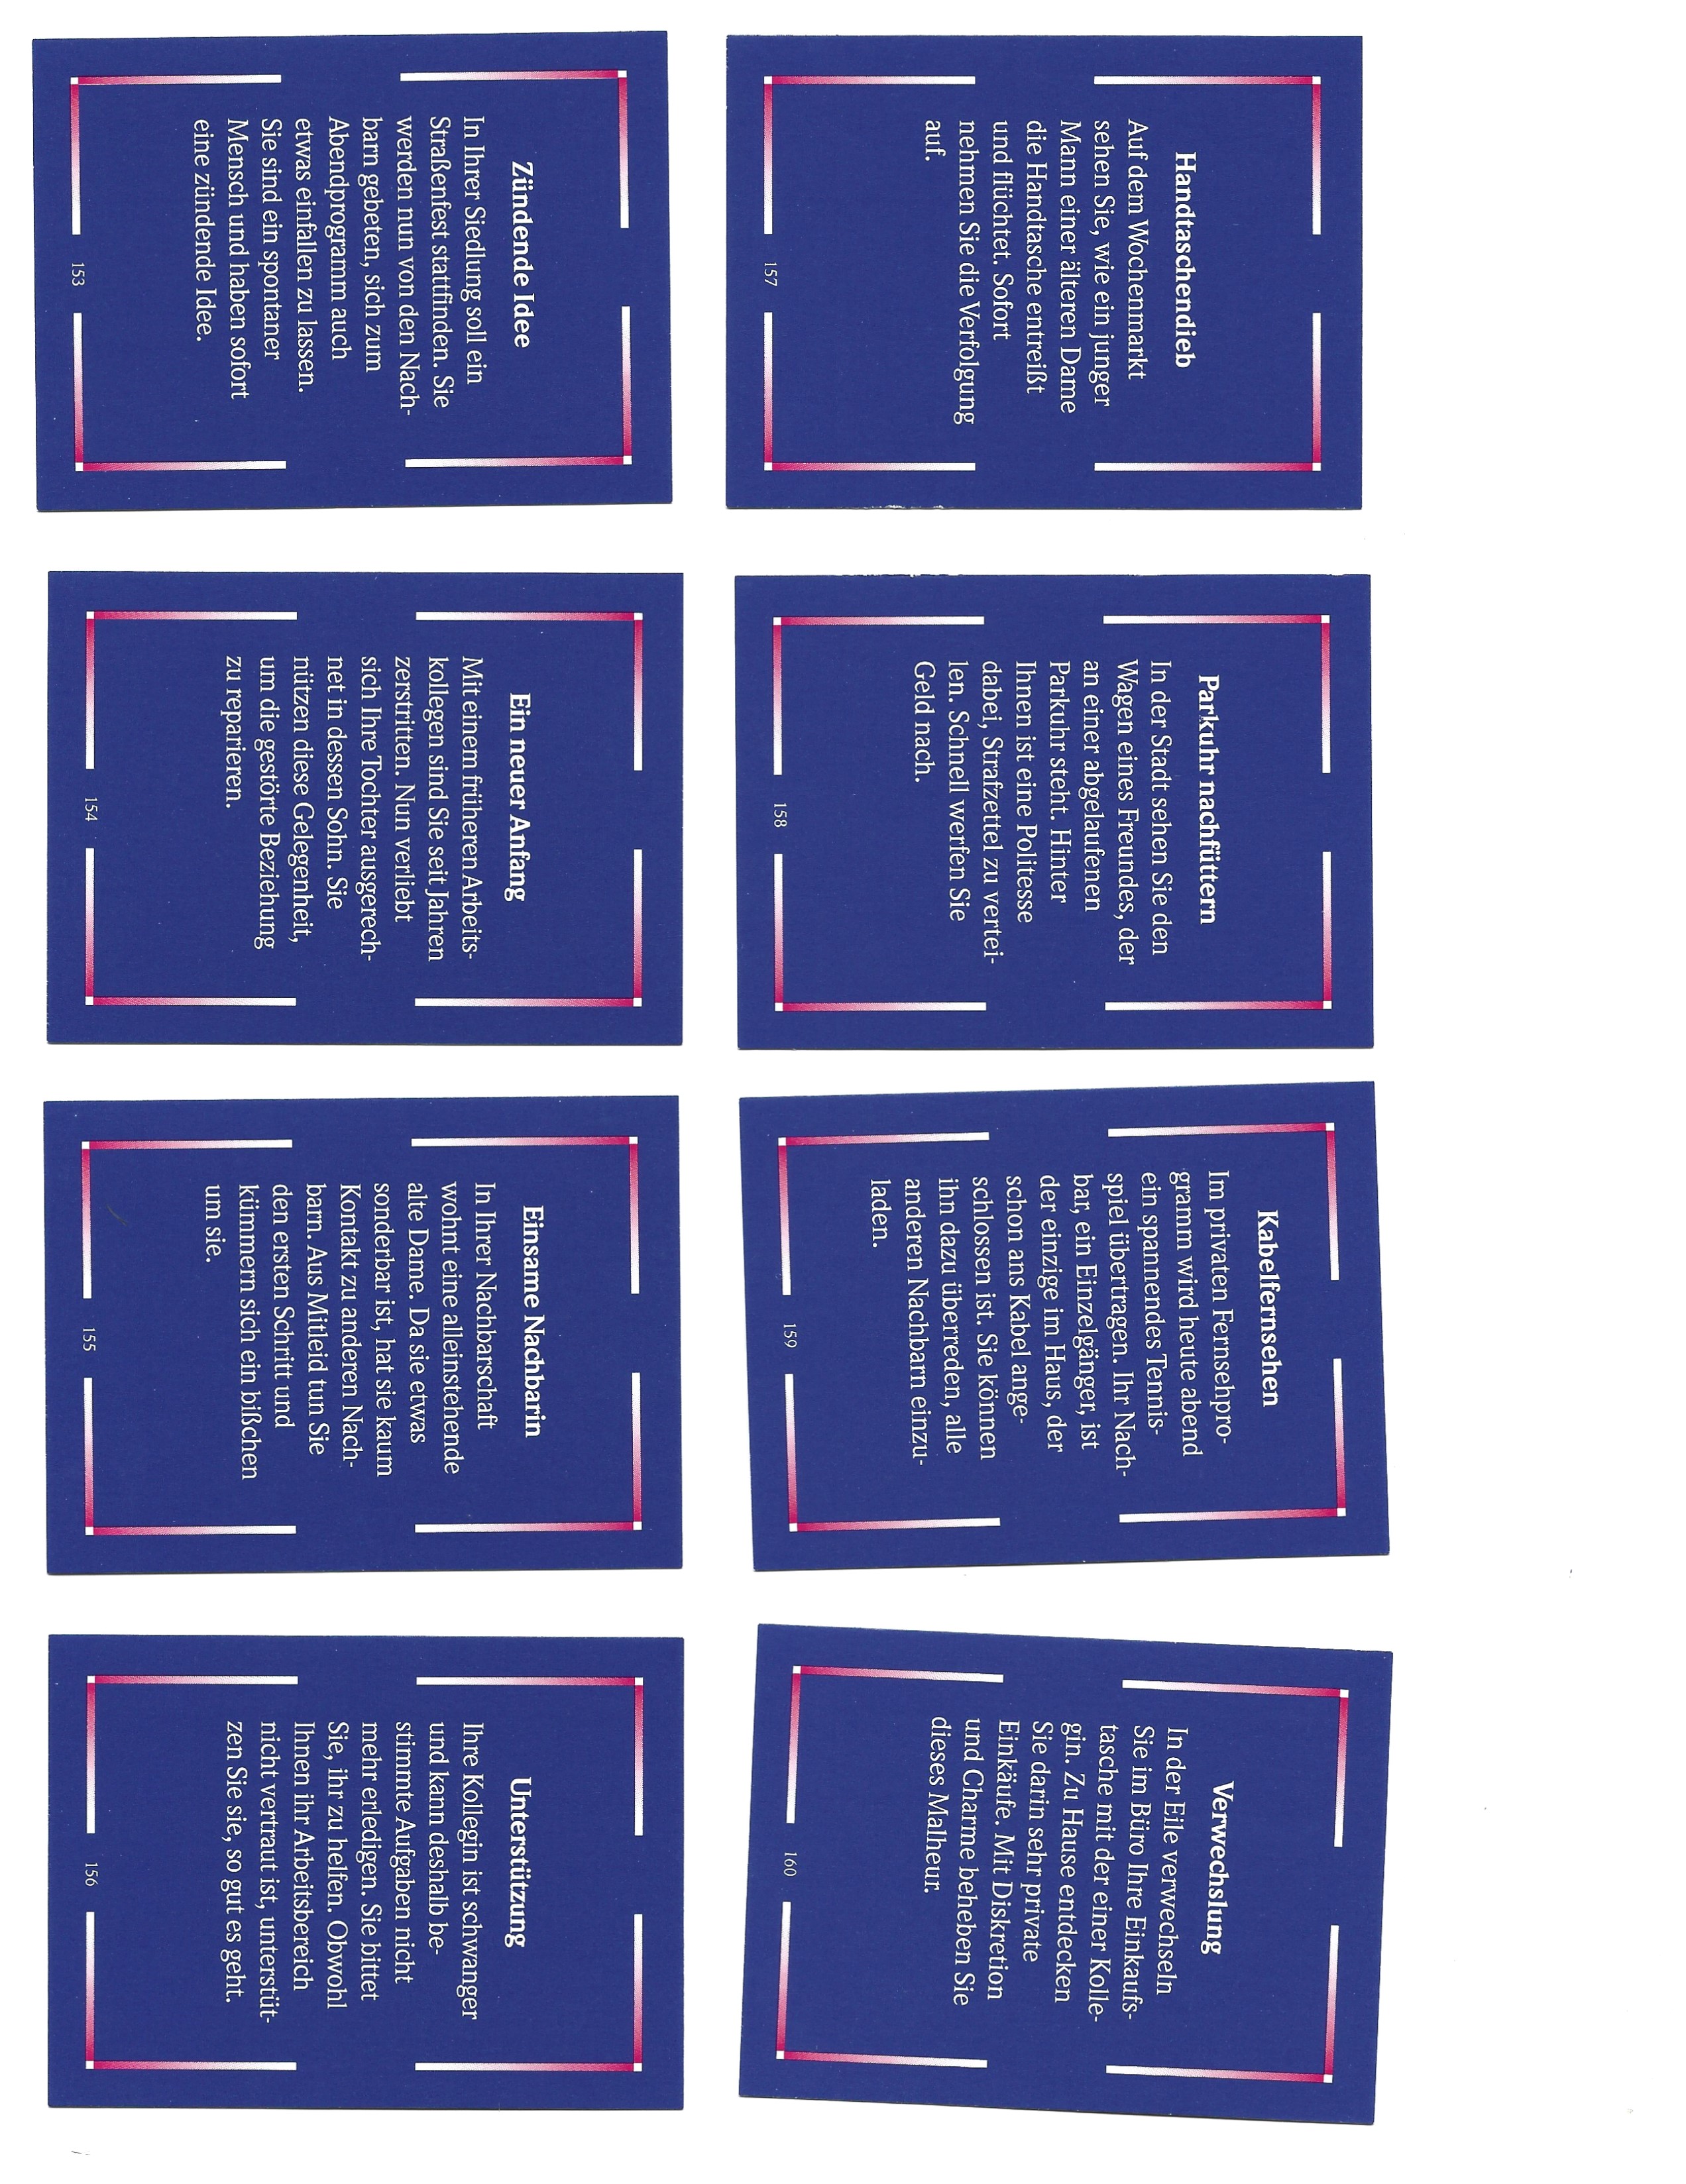 Zündende Idee
In Ihrer Siedlung soll ein
Straßenfest stattfinden. Sie
werden nun von den Nach-
barn gebeten, sich zum
Abendprogramm auch
etwas einfallen zu lassen.
Sie sind ein spontaner
Mensch und haben sofort
eine zündende Idee.
153
Ein neuer Anfang
Mit einem früheren Arbeits-
kollegen sind Sie seit Jahren
zerstritten. Nun verliebt
sich Ihre Tochter ausgerech-
net in dessen Sohn. Sie
nützen diese Gelegenheit,
um die gestörte Beziehung
zu reparieren.
154
Einsame Nachbarin
In Ihrer Nachbarschaft
wohnt eine alleinstehende
alte Dame. Da sie etwas
sonderbar ist, hat sie kaum
Kontakt zu anderen Nach-
barn. Aus Mitleid tun Sie
den ersten Schritt und
kümmern sich ein bißchen
um sie.
155
Unterstützung
Ihre Kollegin ist schwanger
und kann deshalb be-
stimmte Aufgaben nicht
mehr erledigen. Sie bittet
Sie, ihr zu helfen. Obwohl
Ihnen ihr Arbeitsbereich
nicht vertraut ist, unterstüt-
zen Sie sie, so gut es geht.
156
Handtaschendieb
Auf dem Wochenmarkt
sehen Sie, wie ein junger
Mann einer älteren Dame
die Handtasche entreißt
und flüchtet. Sofort
nehmen Sie die Verfolgung
auf.
157
Parkuhr nachfüttern
In der Stadt sehen Sie den
Wagen eines Freundes, der
an einer abgelaufenen
Parkuhr steht. Hinter
Ihnen ist eine Politesse
dabei, Strafzettel zu vertei-
len. Schnell werfen Sie
Geld nach.
158
Kabelfernsehen
Im privaten Fernsehpro-
gramm wird heute abend
ein spannendes Tennis-
spiel übertragen. Ihr Nach-
bar, ein Einzelgänger, ist
der einzige im Haus, der
schon ans Kabel ange-
schlossen ist. Sie können
ihn dazu überreden, alle
anderen Nachbarn einzu-
laden.
159
Verwechslung
In der Eile verwechseln
Sie im Büro Ihre Einkaufs-
tasche mit der einer Kolle-
gin. Zu Hause entdecken
Sie darin sehr private
Einkäufe. Mit Diskretion
und Charme beheben Sie
dieses Malheur.
160